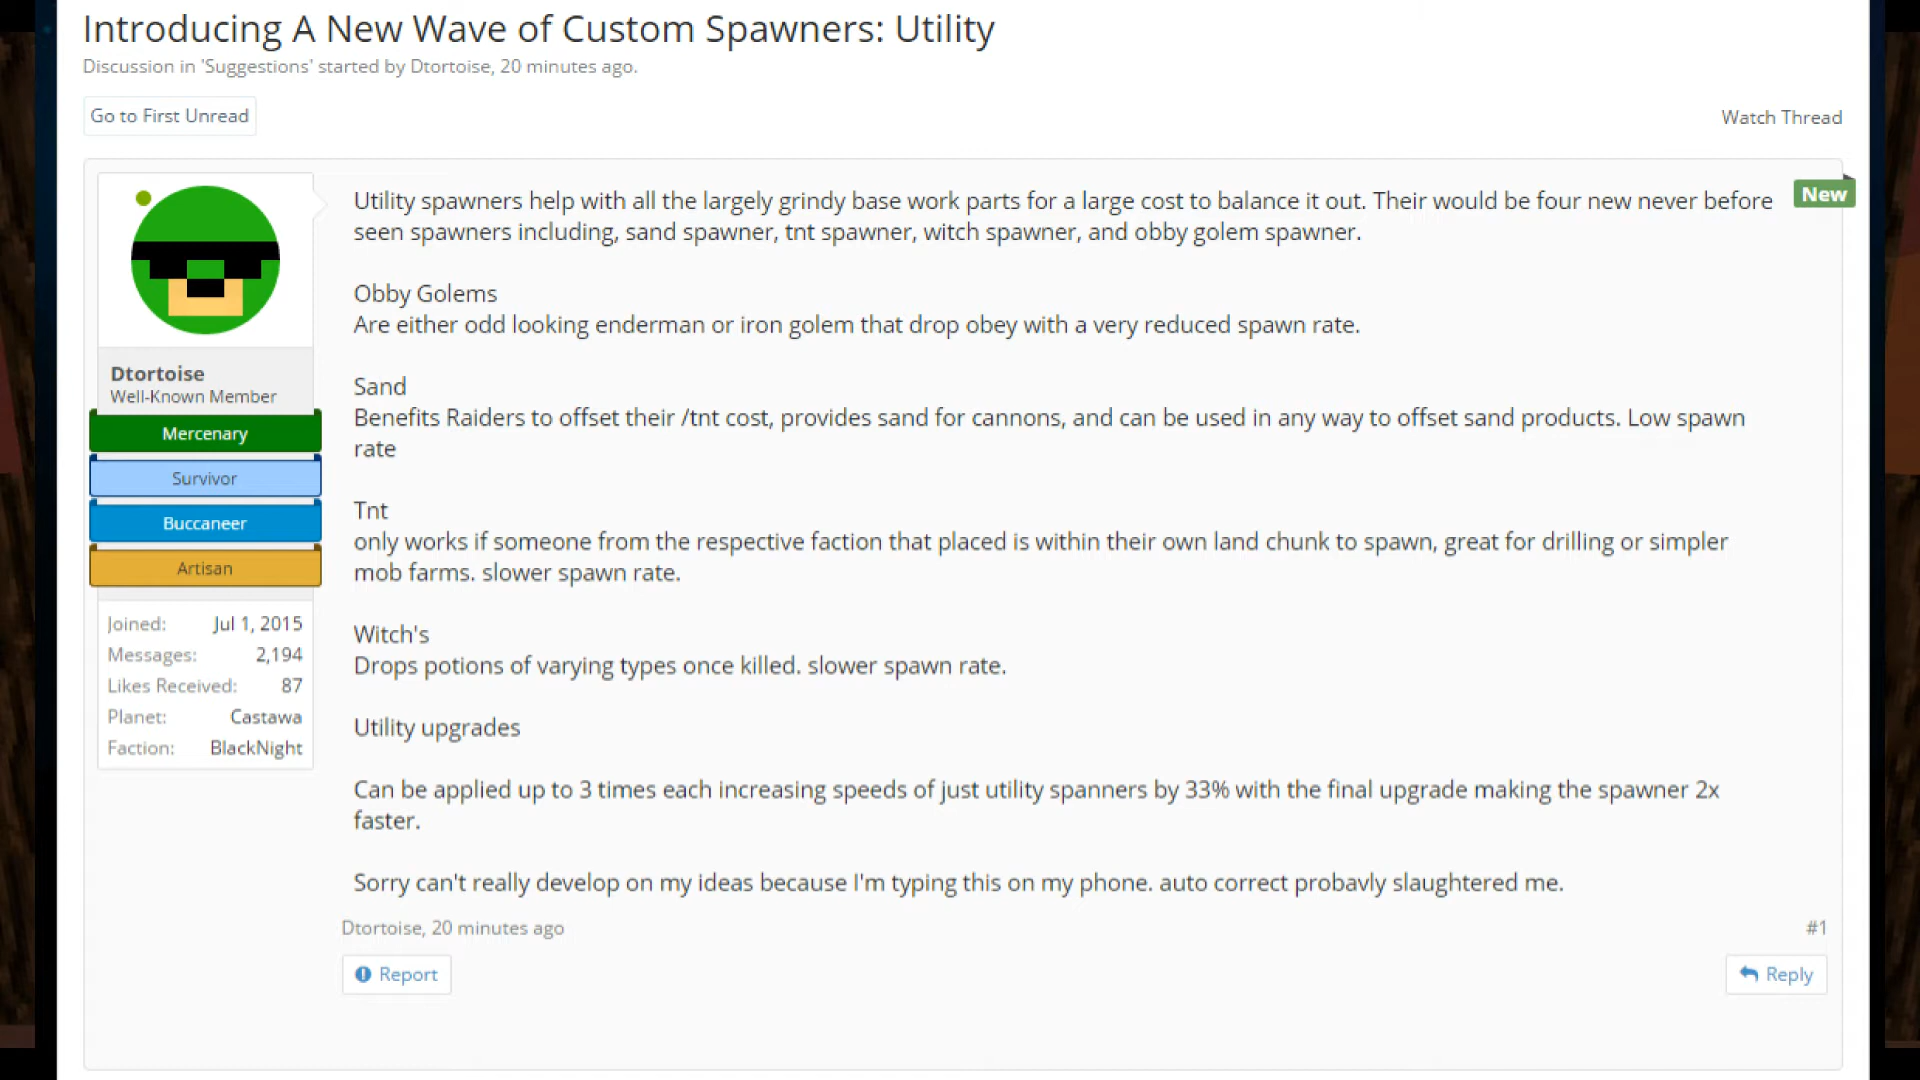 Introducing A New Wave of Custom Spawners: Utility
Discussion in 'Suggestions' started by Dtortoise, 20 minutes ago.
Go to First Unread
Watch Thread
New
Utility spawners help with all the largely grindy base work parts for a large cost to balance it out. Their would be four new never before
seen spawners including, sand spawner, tnt spawner, witch spawner, and obby golem spawner.
Obby Golems
Are either odd looking enderman or iron golem that drop obey with a very reduced spawn rate.
Sand
Benefits Raiders to offset their /tnt cost, provides sand for cannons, and can be used in any way to offset sand products. Low spawn
rate
Tnt
only works if someone from the respective faction that placed is within their own land chunk to spawn, great for drilling or simpler
mob farms. slower spawn rate.
Witch's
Drops potions of varying types once killed. slower spawn rate.
Utility upgrades
Can be applied up to 3 times each increasing speeds of just utility spanners by 33% with the final upgrade making the spawner 2x
faster.
Sorry can't really develop on my ideas because I'm typing this on my phone. auto correct probavly slaughtered me.
Dtortoise
Well-Known Member
Mercenary
Survivor
Buccaneer
Artisan
Joined: Jul 1, 2015
Messages: 2,194
Likes Received: 87
Planet: Castawa
Faction: BlackNight
Dtortoise, 20 minutes ago
#1
Report
Reply